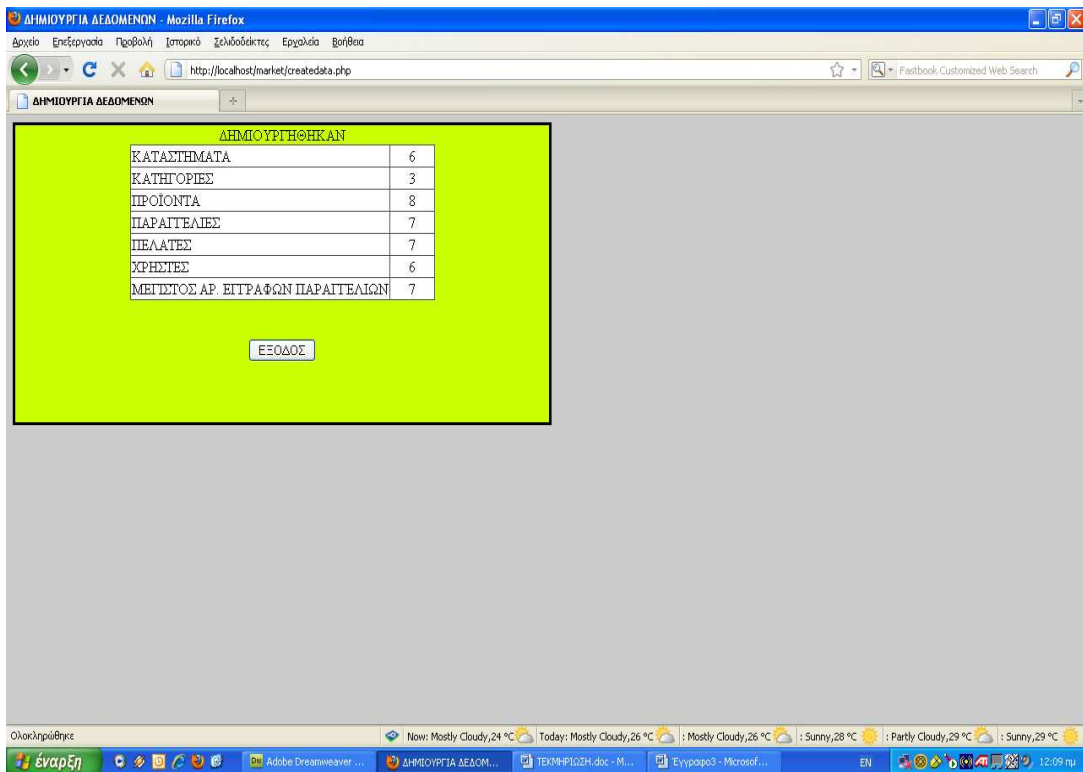 ΔΗΜΙΟΥΡΓΙΑ ΔΕΔΟΜΕΝΩΝ - Mozilla Firefox
Αρχείο Επεξεργασία Προβολή Ιστορικό Σελιδοδείκτες Εργαλεία Βοήθεια
http://localhost/market/createdata.php
Fastbook Customized Web Search
ΔΗΜΙΟΥΡΓΙΑ ΔΕΔΟΜΕΝΩΝ
ΔΗΜΙΟΥΡΓΗΘΗΚΑΝ
ΚΑΤΑΣΤΗΜΑΤΑ 6
ΚΑΤΗΓΟΡΙΕΣ 3
ΠΡΟΪΟΝΤΑ 8
ΠΑΡΑΓΓΕΛΙΕΣ 7
ΠΕΛΑΤΕΣ 7
ΧΡΗΣΤΕΣ 6
ΜΕΓΙΣΤΟΣ ΑΡ. ΕΓΓΡΑΦΩΝ ΠΑΡΑΓΓΕΛΙΩΝ 7
ΕΞΟΔΟΣ
Ολοκληρώθηκε
Now: Mostly Cloudy,24 °C Today: Mostly Cloudy,26 °C : Mostly Cloudy,26 °C : Sunny,28 °C : Partly Cloudy,29 °C : Sunny,29 °C
έναρξη Adobe Dreamweaver ... ΔΗΜΙΟΥΡΓΙΑ ΔΕΔΟΜ... ΤΕΚΜΗΡΙΩΣΗ.doc - M... Έγγραφο3 - Microsof... EN 12:09 πμ